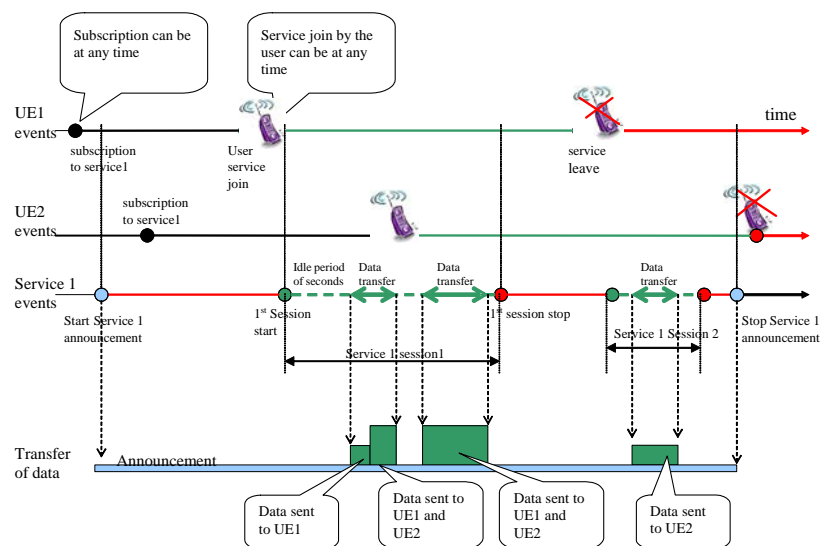 Subscription can be
at any time
Service join by the
user can be at any
time
UE1
events
time
subscription
to service1
User
service
join
service
leave
UE2
events
subscription
to service1
Service 1
events
Idle period
of seconds
Data
transfer
Data
transfer
Data
transfer
Start Service 1
announcement
1st Session
start
1st session stop
Stop Service 1
announcement
Service 1 session1
Service 1 Session 2
Transfer
of data
Announcement
Data sent
to UE1
Data sent to
UE1 and
UE2
Data sent to
UE1 and
UE2
Data sent
to UE2